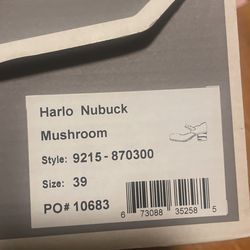 Harlo Nubuck
Mushroom
Style: 9215-870300
Size: 39
PO# 10683
6 73088 35258 5